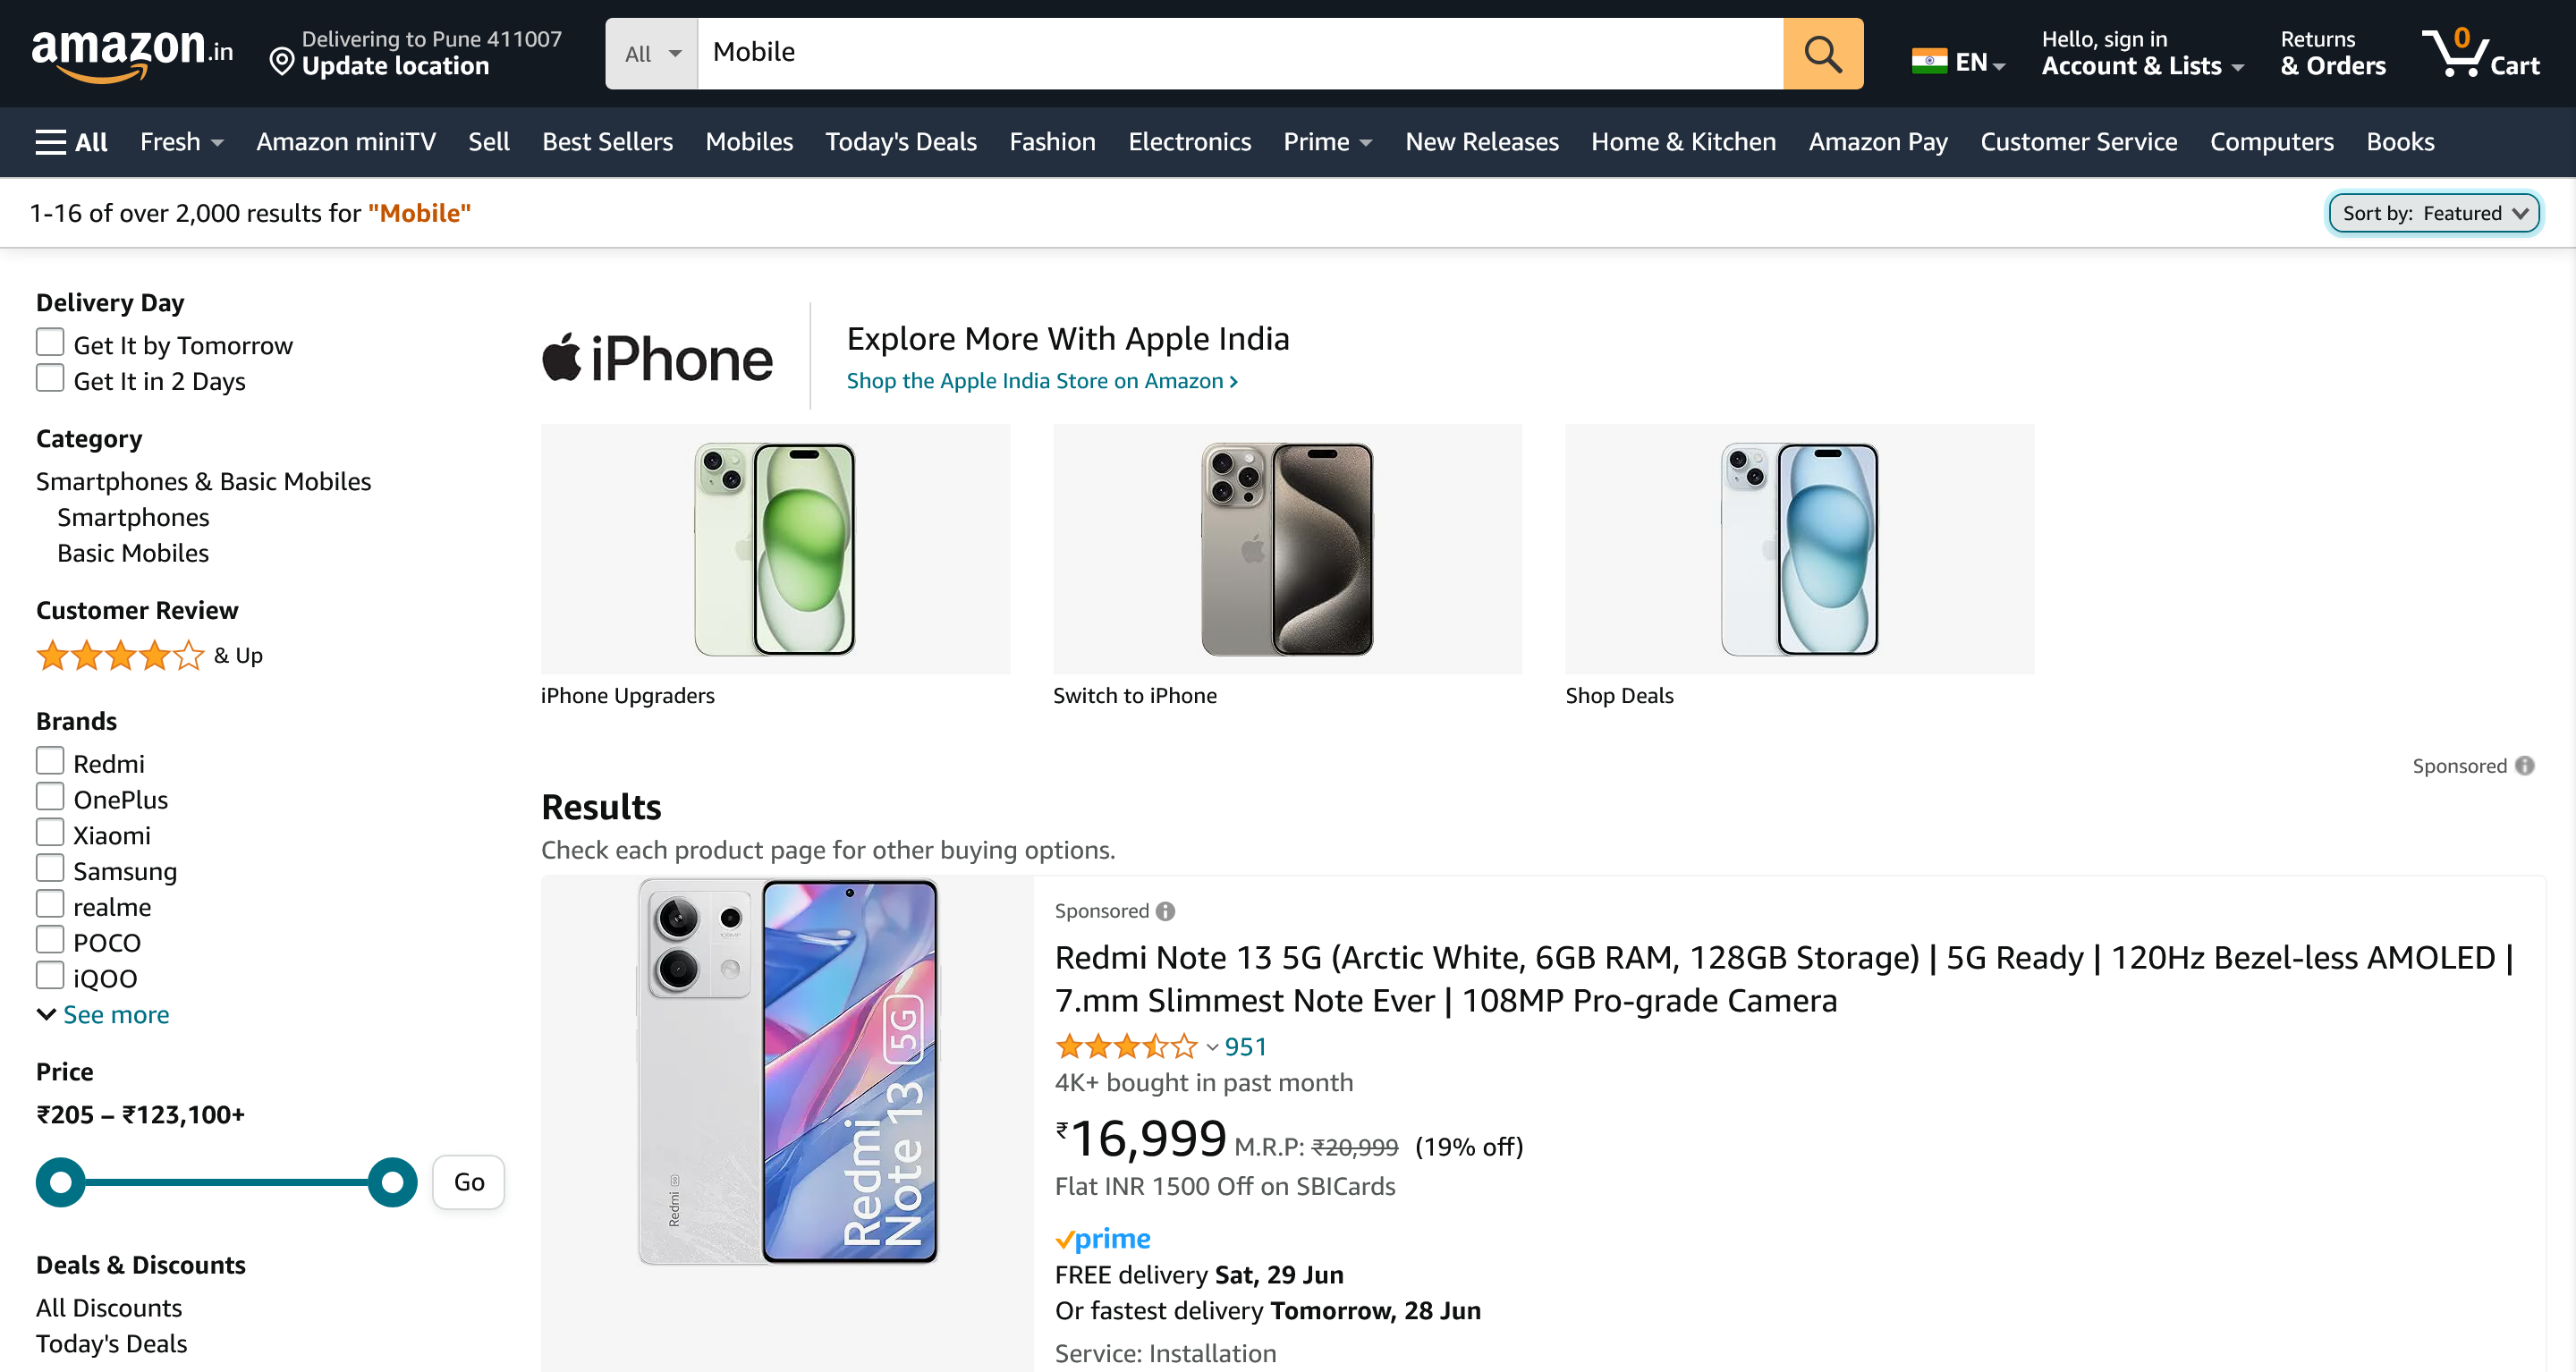 amazon.in
Delivering to Pune 411007
Update location
All
Mobile
EN
Hello, sign in
Account & Lists
Returns
& Orders
0
Cart
All
Fresh
Amazon miniTV
Sell
Best Sellers
Mobiles
Today's Deals
Fashion
Electronics
Prime
New Releases
Home & Kitchen
Amazon Pay
Customer Service
Computers
Books
1-16 of over 2,000 results for "Mobile"
Sort by: Featured
Delivery Day
Get It by Tomorrow
Get It in 2 Days
Category
Smartphones & Basic Mobiles
Smartphones
Basic Mobiles
Customer Review
& Up
Brands
Redmi
OnePlus
Xiaomi
Samsung
realme
POCO
iQOO
See more
Price
₹205 – ₹123,100+
Go
Deals & Discounts
All Discounts
Today's Deals
iPhone
Explore More With Apple India
Shop the Apple India Store on Amazon ›
iPhone Upgraders
Switch to iPhone
Shop Deals
Sponsored
Results
Check each product page for other buying options.
Redmi
Redmi
Note 13 5G
Sponsored
Redmi Note 13 5G (Arctic White, 6GB RAM, 128GB Storage) | 5G Ready | 120Hz Bezel-less AMOLED |
7.mm Slimmest Note Ever | 108MP Pro-grade Camera
951
4K+ bought in past month
₹16,999 M.R.P: ₹20,999 (19% off)
Flat INR 1500 Off on SBICards
prime
FREE delivery Sat, 29 Jun
Or fastest delivery Tomorrow, 28 Jun
Service: Installation